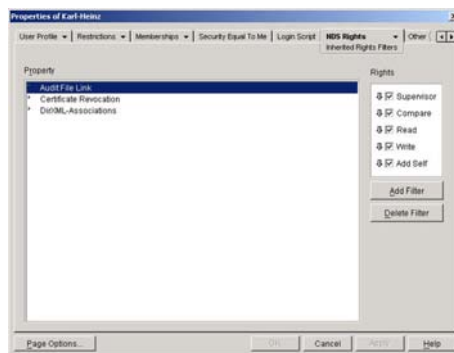 Properties of Karl-Heinz
User Profile Restrictions Memberships Security Equal To Me Login Script NDS Rights Other
Inherited Rights Filters
Property
Rights
Audit:File Link
* Certificate Revocation
* DirXML-Associations
Supervisor
Compare
Read
Write
Add Self
Add Filter
Delete Filter
Page Options...
OK
Cancel
Apply
Help